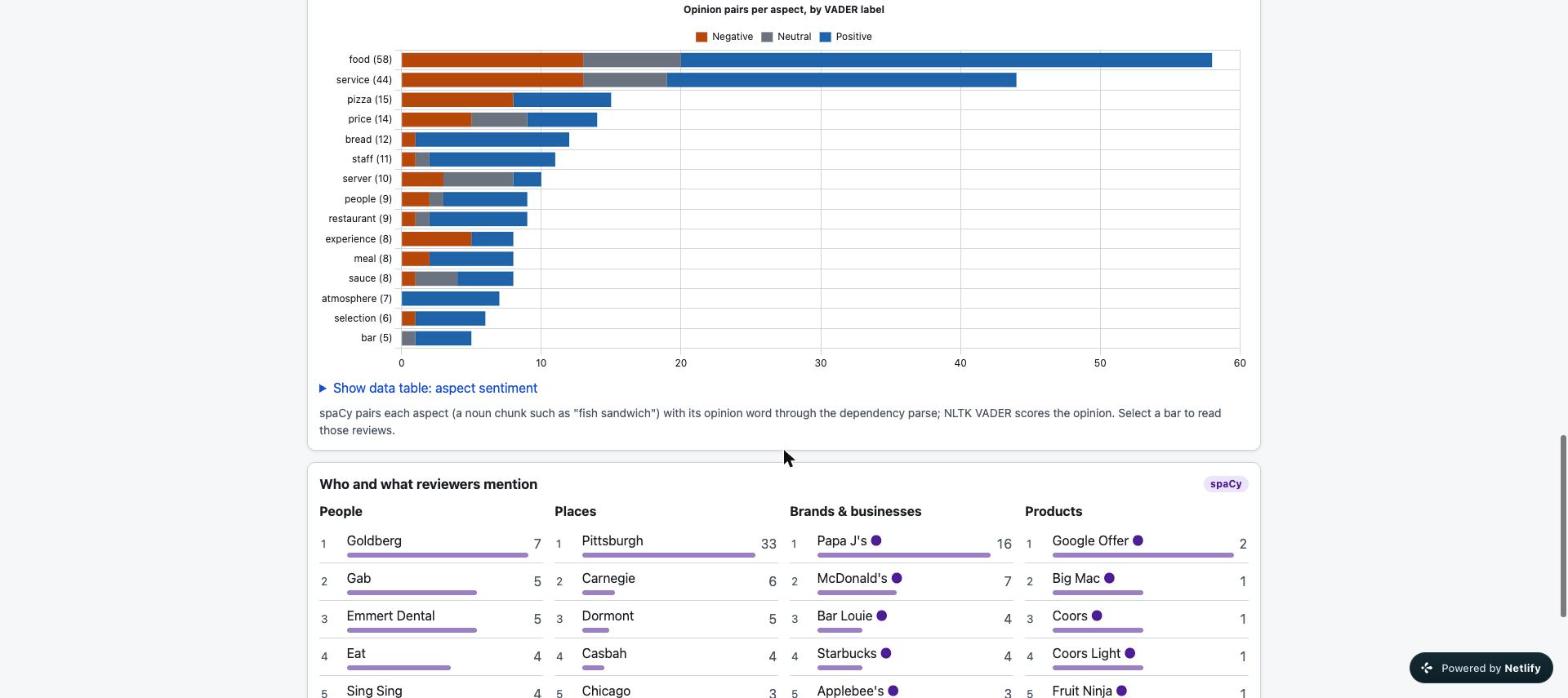 Opinion pairs per aspect, by VADER label
Negative Neutral Positive
food (58)
service (44)
pizza (15)
price (14)
bread (12)
staff (11)
server (10)
people (9)
restaurant (9)
experience (8)
meal (8)
sauce (8)
atmosphere (7)
selection (6)
bar (5)
0 10 20 30 40 50 60
▶ Show data table: aspect sentiment
spaCy pairs each aspect (a noun chunk such as "fish sandwich") with its opinion word through the dependency parse; NLTK VADER scores the opinion. Select a bar to read
those reviews.
Who and what reviewers mention spaCy
People Places Brands & businesses Products
1 Goldberg 7 1 Pittsburgh 33 1 Papa J's 16 1 Google Offer 2
2 Gab 5 2 Carnegie 6 2 McDonald's 7 2 Big Mac 1
3 Emmert Dental 5 3 Dormont 5 3 Bar Louie 4 3 Coors 1
4 Eat 4 4 Casbah 4 4 Starbucks 4 4 Coors Light 1
5 Sing Sing 4 5 Chicago 3 5 Applebee's 3 5 Fruit Ninja 1
Powered by Netlify